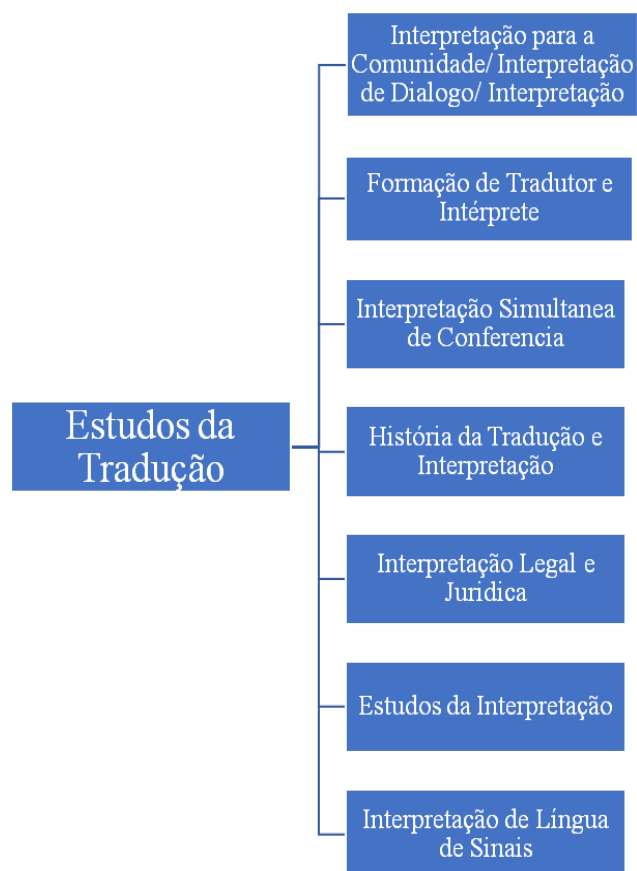 Interpretação para a
Comunidade/ Interpretação
de Dialogo/ Interpretação
Formação de Tradutor e
Intérprete
Interpretação Simultanea
de Conferencia
Estudos da
Tradução
História da Tradução e
Interpretação
Interpretação Legal e
Juridica
Estudos da Interpretação
Interpretação de Língua
de Sinais